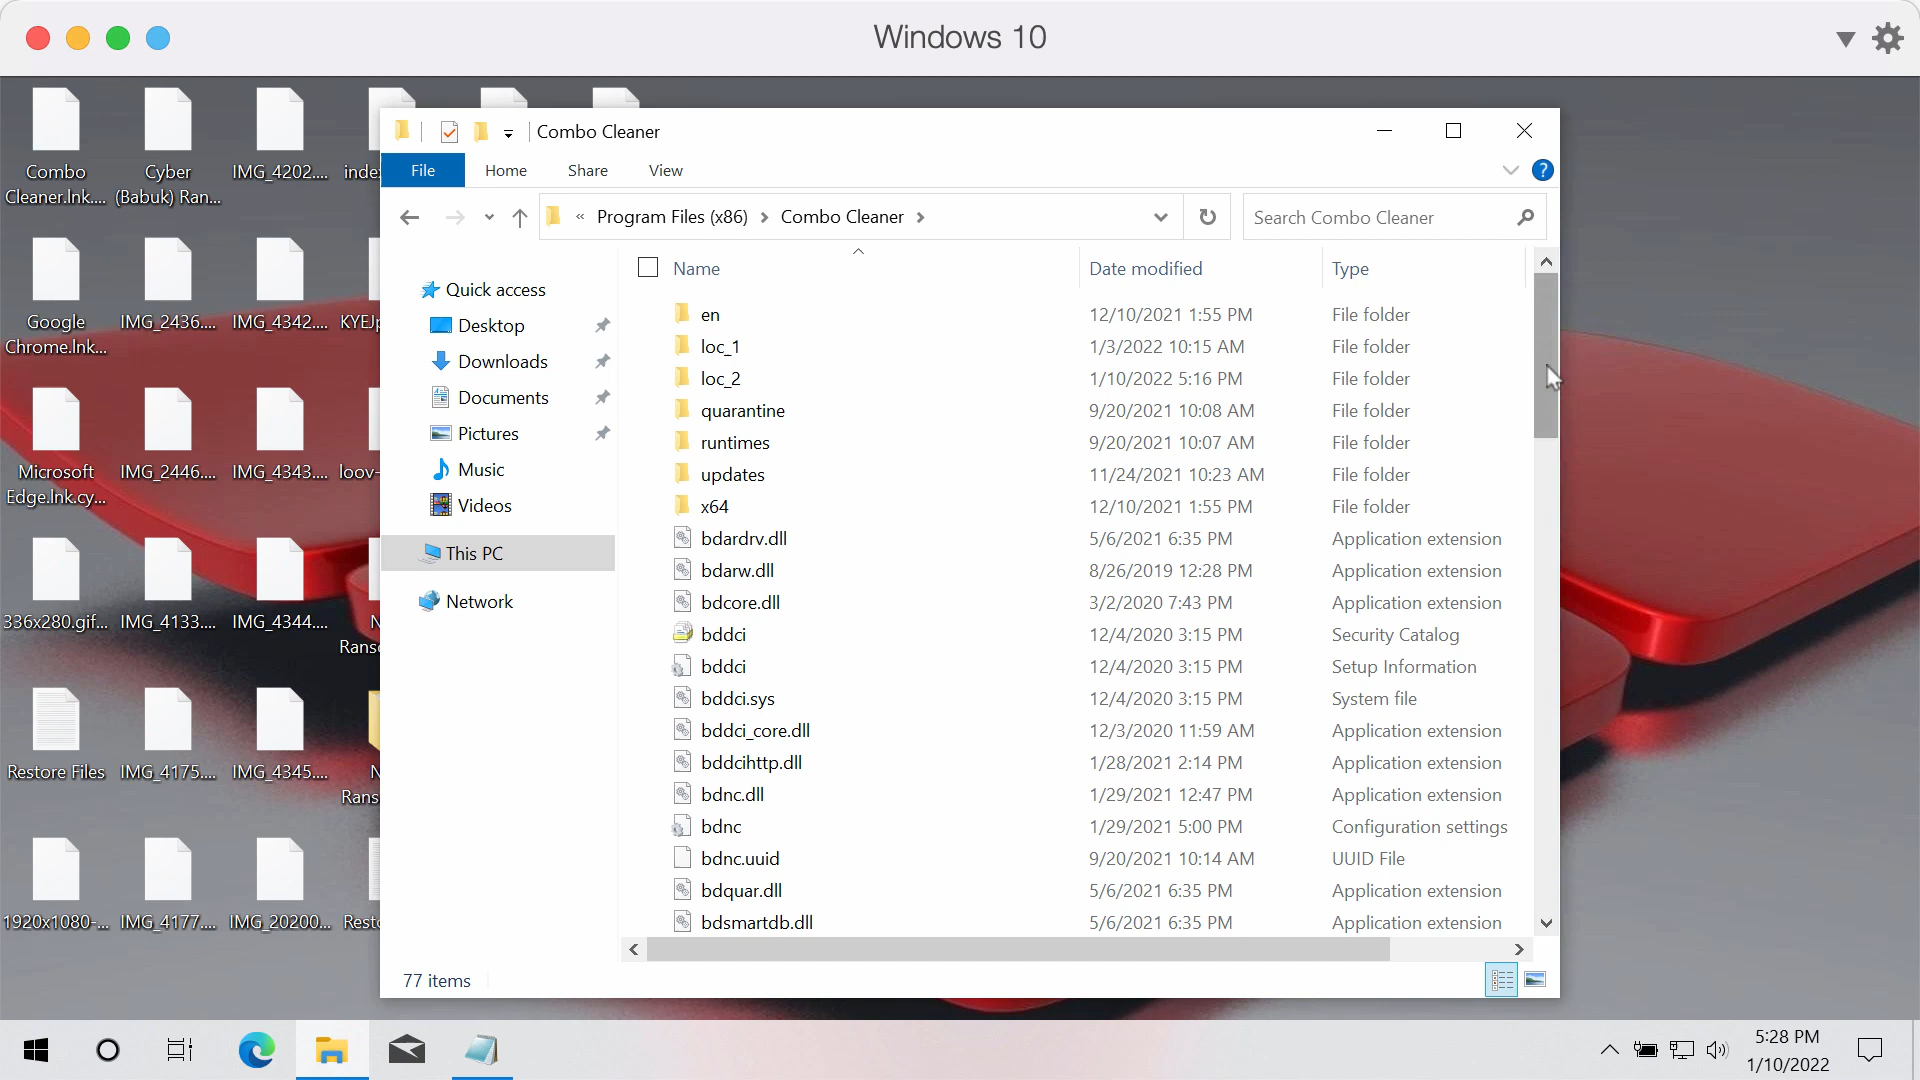 Windows 10
Combo Cleaner
File Home Share View
« Program Files (x86) Combo Cleaner
Search Combo Cleaner
Name Date modified Type
Quick access
Desktop
Downloads
Documents
Pictures
Music
Videos
This PC
Network
en 12/10/2021 1:55 PM File folder
loc_1 1/3/2022 10:15 AM File folder
loc_2 1/10/2022 5:16 PM File folder
quarantine 9/20/2021 10:08 AM File folder
runtimes 9/20/2021 10:07 AM File folder
updates 11/24/2021 10:23 AM File folder
x64 12/10/2021 1:55 PM File folder
bdardrv.dll 5/6/2021 6:35 PM Application extension
bdarw.dll 8/26/2019 12:28 PM Application extension
bdcore.dll 3/2/2020 7:43 PM Application extension
bddci 12/4/2020 3:15 PM Security Catalog
bddci 12/4/2020 3:15 PM Setup Information
bddci.sys 12/4/2020 3:15 PM System file
bddci_core.dll 12/3/2020 11:59 AM Application extension
bddcihttp.dll 1/28/2021 2:14 PM Application extension
bdnc.dll 1/29/2021 12:47 PM Application extension
bdnc 1/29/2021 5:00 PM Configuration settings
bdnc.uuid 9/20/2021 10:14 AM UUID File
bdquar.dll 5/6/2021 6:35 PM Application extension
bdsmartdb.dll 5/6/2021 6:35 PM Application extension
77 items
Combo
Cleaner.lnk....
Cyber
(Babuk) Ran...
IMG_4202....
Google
Chrome.lnk...
IMG_2436....
IMG_4342....
Microsoft
Edge.lnk.cy...
IMG_2446....
IMG_4343....
loov-
336x280.gif...
IMG_4133....
IMG_4344....
Restore Files
IMG_4175....
IMG_4345....
1920x1080-...
IMG_4177....
IMG_20200...
5:28 PM
1/10/2022